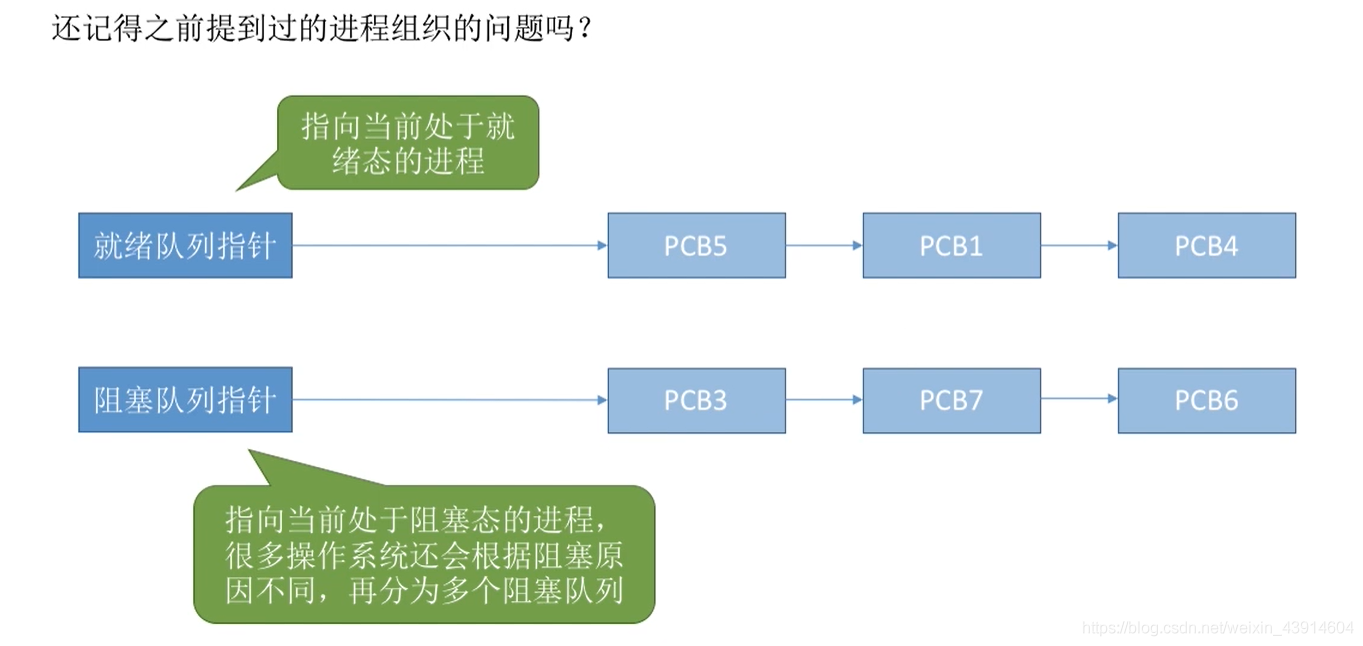 还记得之前提到过的进程组织的问题吗？
指向当前处于就
绪态的进程
就绪队列指针
PCB5
PCB1
PCB4
阻塞队列指针
PCB3
PCB7
PCB6
指向当前处于阻塞态的进程，
很多操作系统还会根据阻塞原
因不同，再分为多个阻塞队列
https://blog.csdn.net/weixin_43914604